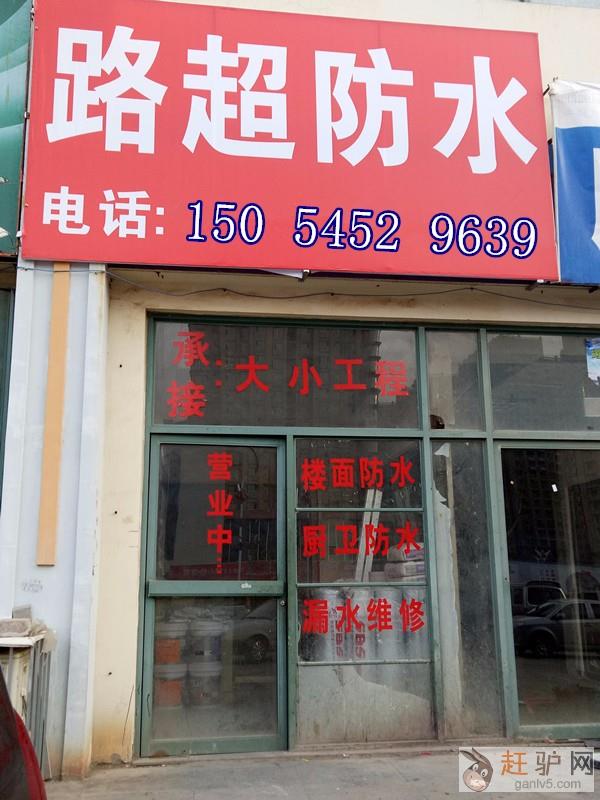 路超防水
电话: 150 5452 9639
承接:大小工程
营业中...
楼面防水
厨卫防水
漏水维修
赶驴网
ganlv5.com